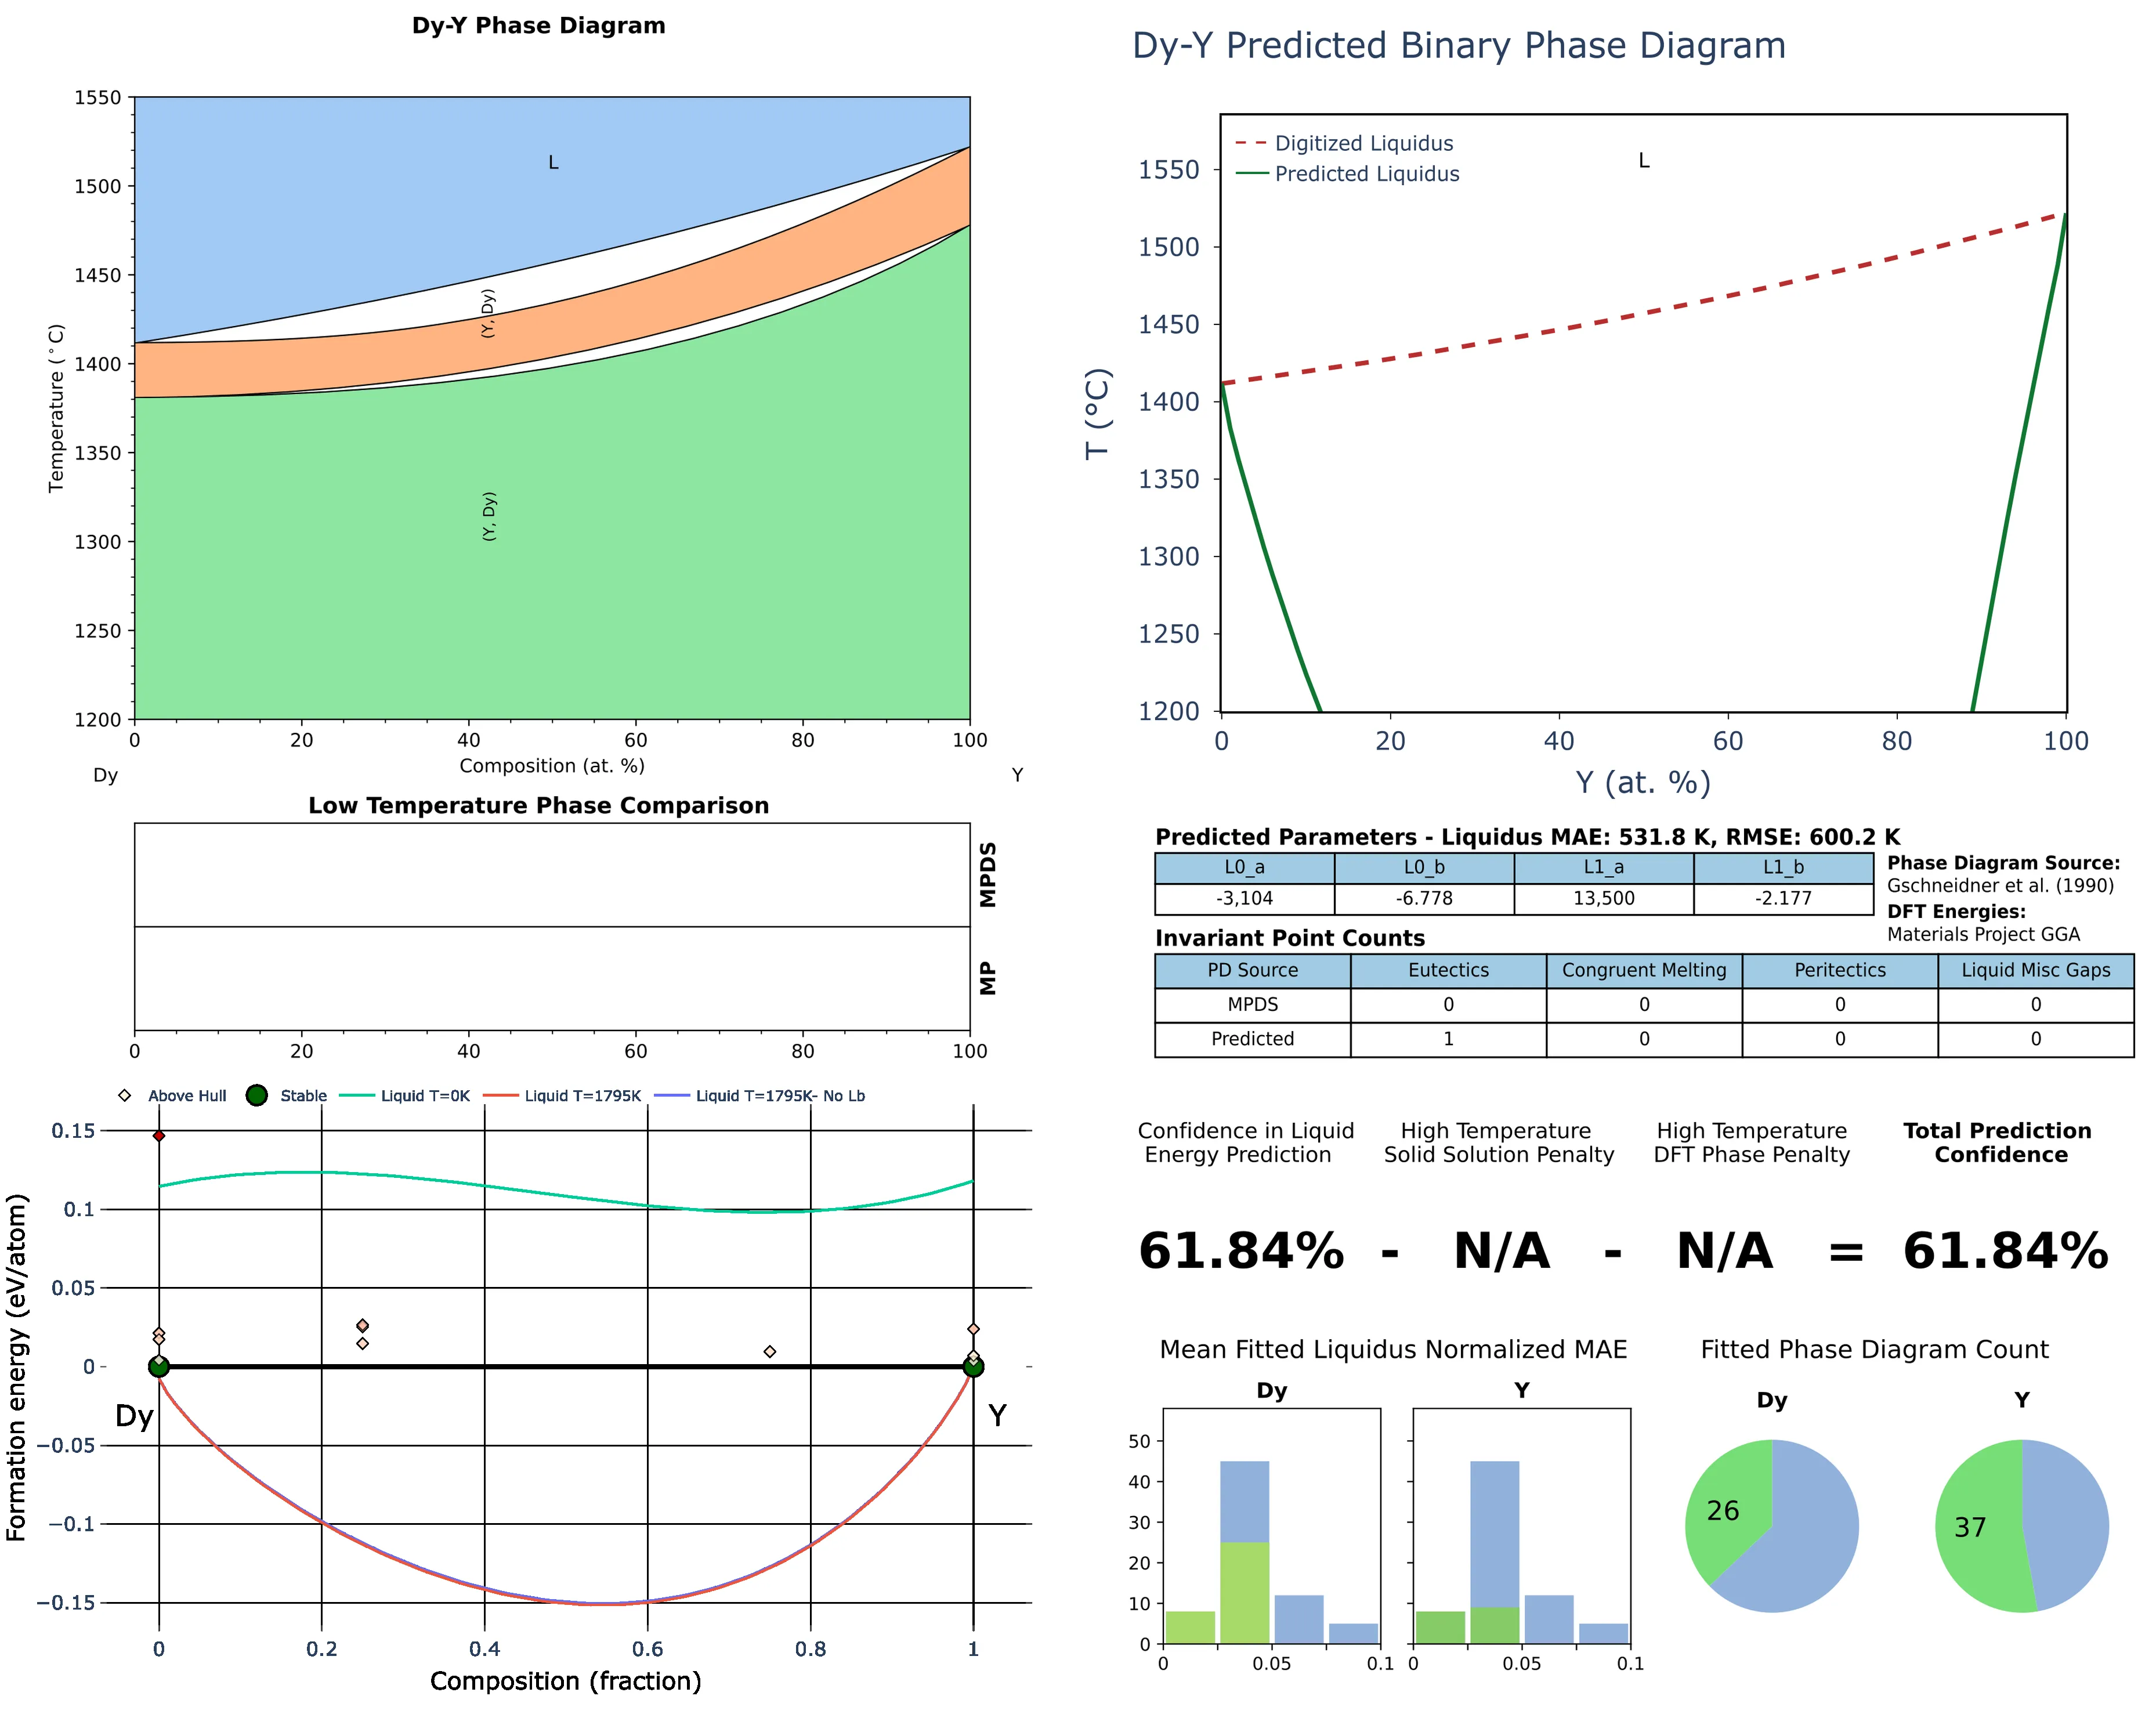 Dy-Y Phase Diagram
1550
1500
1450
1400
1350
1300
1250
1200
Temperature (°C)
L
(Y, Dy)
(Y, Dy)
0 20 40 60 80 100
Composition (at. %)
Dy Y
Low Temperature Phase Comparison
MPDS
MP
0 20 40 60 80 100
Above Hull Stable Liquid T=0K Liquid T=1795K Liquid T=1795K- No Lb
0.15
0.1
0.05
0
−0.05
−0.1
−0.15
Formation energy (eV/atom)
Dy Y
0 0.2 0.4 0.6 0.8 1
Composition (fraction)
Dy-Y Predicted Binary Phase Diagram
Digitized Liquidus
Predicted Liquidus
L
1550
1500
1450
1400
1350
1300
1250
1200
T (°C)
0 20 40 60 80 100
Y (at. %)
Predicted Parameters - Liquidus MAE: 531.8 K, RMSE: 600.2 K
L0_a L0_b L1_a L1_b
-3,104 -6.778 13,500 -2.177
Phase Diagram Source:
Gschneidner et al. (1990)
DFT Energies:
Materials Project GGA
Invariant Point Counts
PD Source Eutectics Congruent Melting Peritectics Liquid Misc Gaps
MPDS 0 0 0 0
Predicted 1 0 0 0
Confidence in Liquid
Energy Prediction
High Temperature
Solid Solution Penalty
High Temperature
DFT Phase Penalty
Total Prediction
Confidence
61.84% - N/A - N/A = 61.84%
Mean Fitted Liquidus Normalized MAE
Dy Y
50
40
30
20
10
0
0 0.05 0.1 0 0.05 0.1
Fitted Phase Diagram Count
Dy Y
26 37